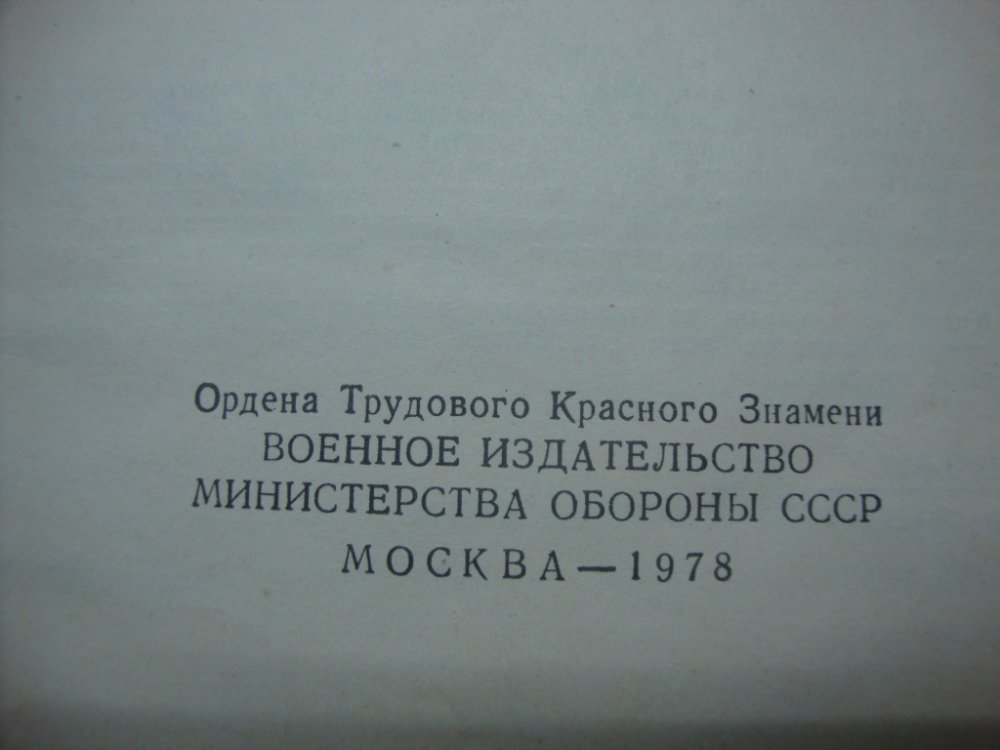 Ордена Трудового Красного Знамени
ВОЕННОЕ ИЗДАТЕЛЬСТВО
МИНИСТЕРСТВА ОБОРОНЫ СССР
МОСКВА — 1978